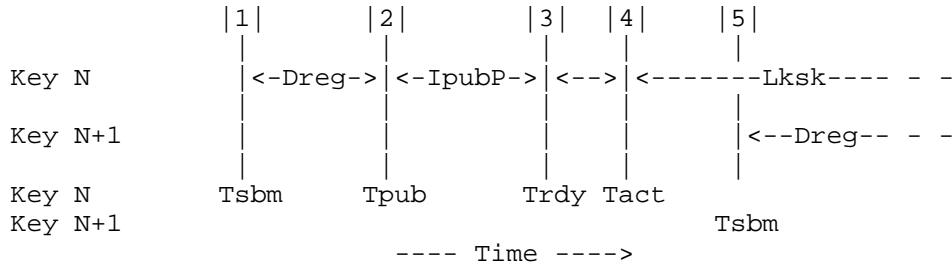 |1|      |2|       |3|  |4|    |5|
                 |        |         |    |      |
Key N            |<-Dreg->|<-IpubP->|<-->|<-------Lksk---- - -
                 |        |         |    |      |
Key N+1          |        |         |    |      |<--Dreg-- - -
                 |        |         |    |      |
Key N           Tsbm     Tpub      Trdy Tact
Key N+1                                        Tsbm
                          ---- Time ---->